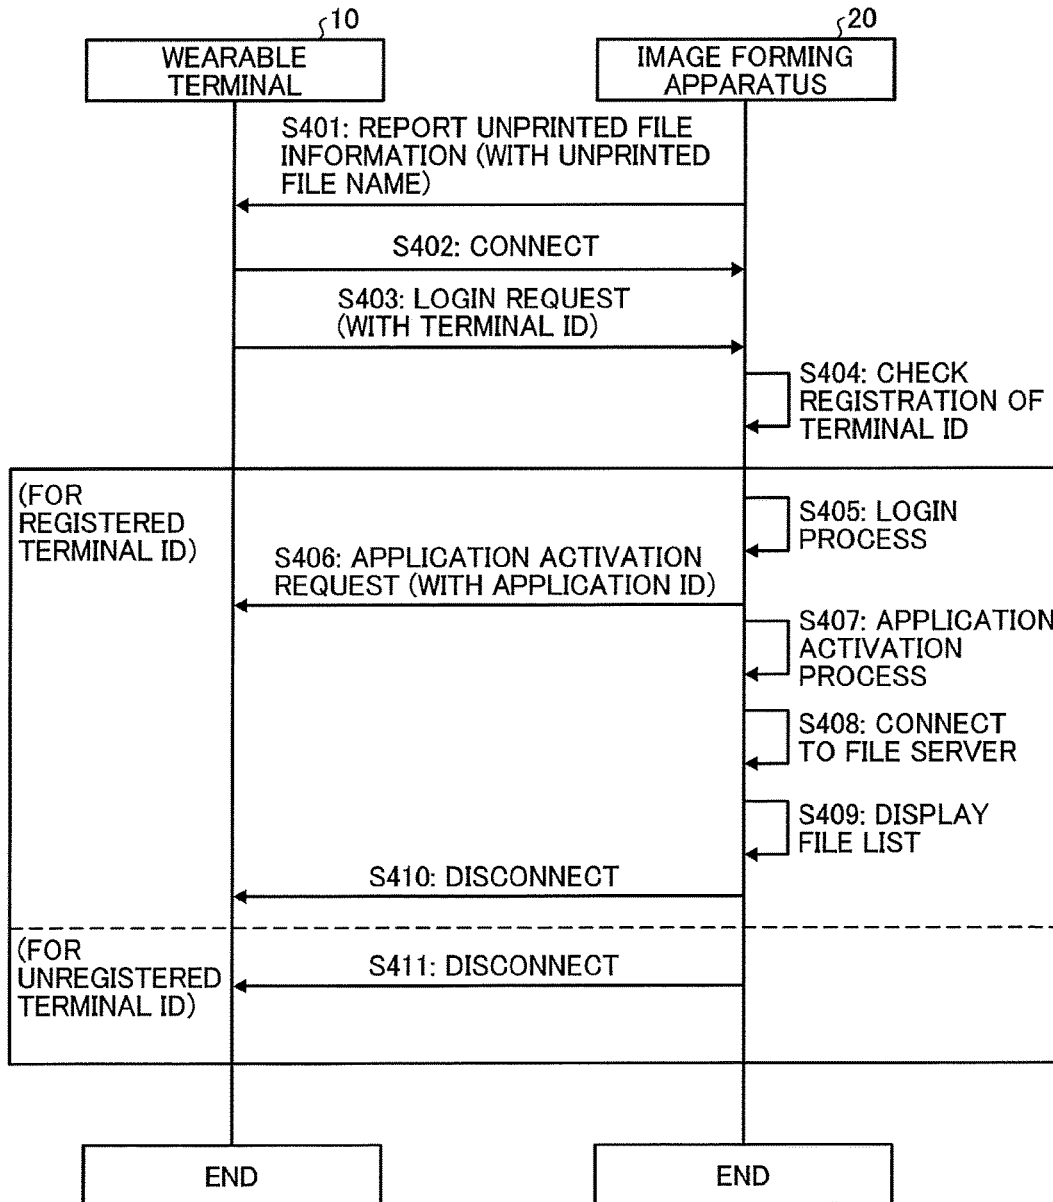 10
20
WEARABLE
TERMINAL
IMAGE FORMING
APPARATUS
S401: REPORT UNPRINTED FILE
INFORMATION (WITH UNPRINTED
FILE NAME)
S402: CONNECT
S403: LOGIN REQUEST
(WITH TERMINAL ID)
S404: CHECK
REGISTRATION OF
TERMINAL ID
(FOR
REGISTERED
TERMINAL ID)
S405: LOGIN
PROCESS
S406: APPLICATION ACTIVATION
REQUEST (WITH APPLICATION ID)
S407: APPLICATION
ACTIVATION
PROCESS
S408: CONNECT
TO FILE SERVER
S409: DISPLAY
FILE LIST
S410: DISCONNECT
(FOR
UNREGISTERED
TERMINAL ID)
S411: DISCONNECT
END
END